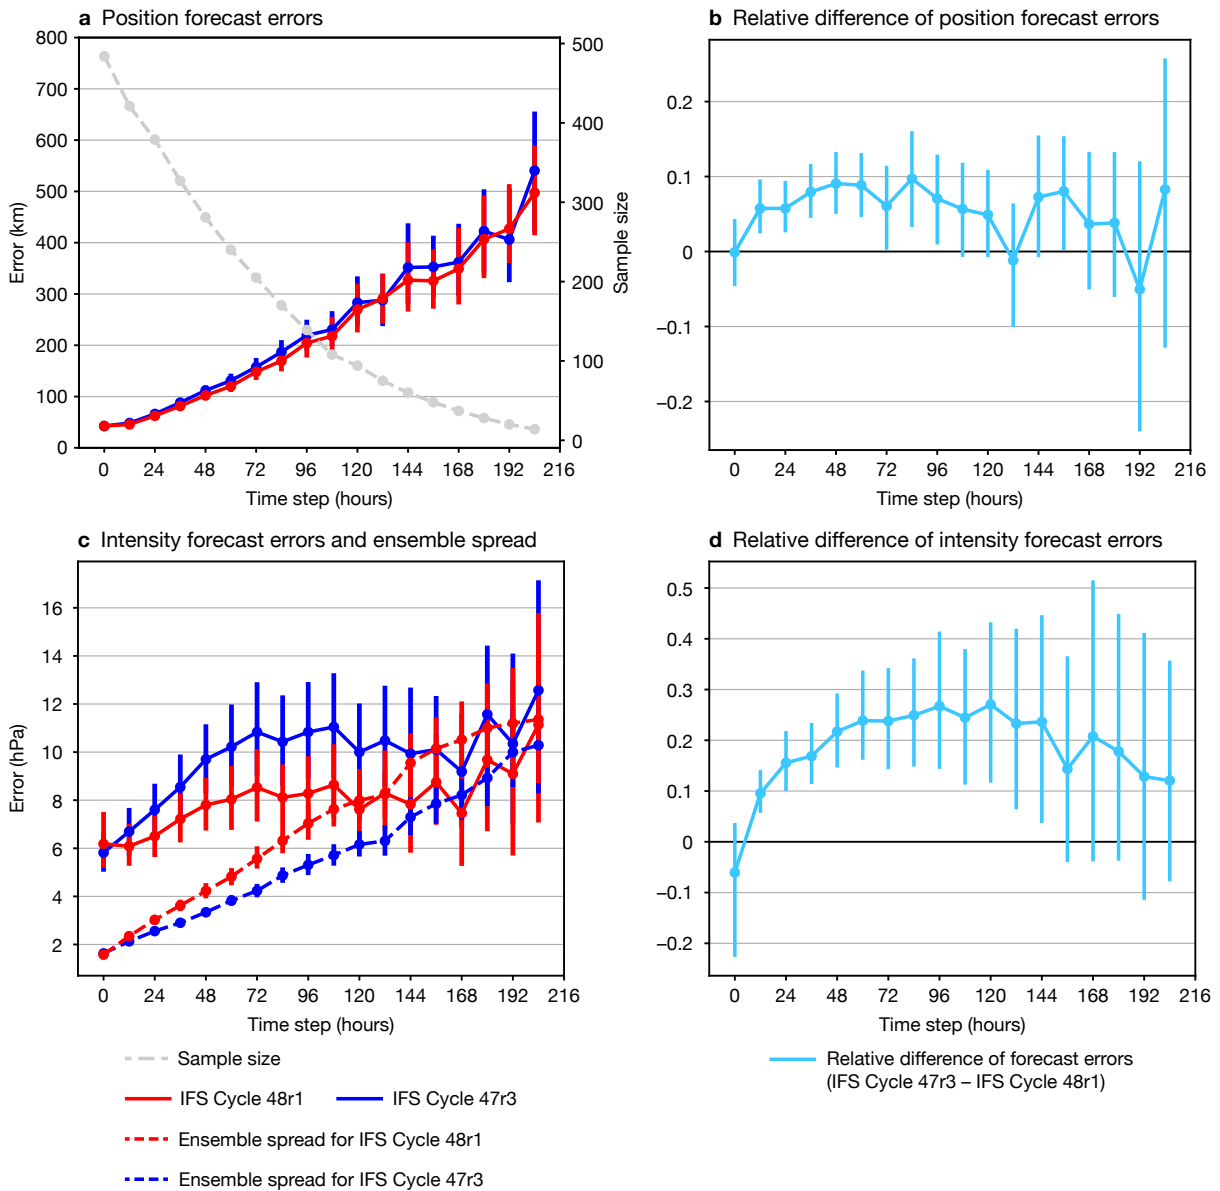 a Position forecast errors
800
700
600
500
400
300
200
100
0
Error (km)
500
400
300
200
100
0
Sample size
0 24 48 72 96 120 144 168 192 216
Time step (hours)
b Relative difference of position forecast errors
0.2
0.1
0
–0.1
–0.2
0 24 48 72 96 120 144 168 192 216
Time step (hours)
c Intensity forecast errors and ensemble spread
16
14
12
10
8
6
4
2
Error (hPa)
0 24 48 72 96 120 144 168 192 216
Time step (hours)
d Relative difference of intensity forecast errors
0.5
0.4
0.3
0.2
0.1
0
–0.1
–0.2
0 24 48 72 96 120 144 168 192 216
Time step (hours)
Sample size
IFS Cycle 48r1 IFS Cycle 47r3
Ensemble spread for IFS Cycle 48r1
Ensemble spread for IFS Cycle 47r3
Relative difference of forecast errors
(IFS Cycle 47r3 – IFS Cycle 48r1)